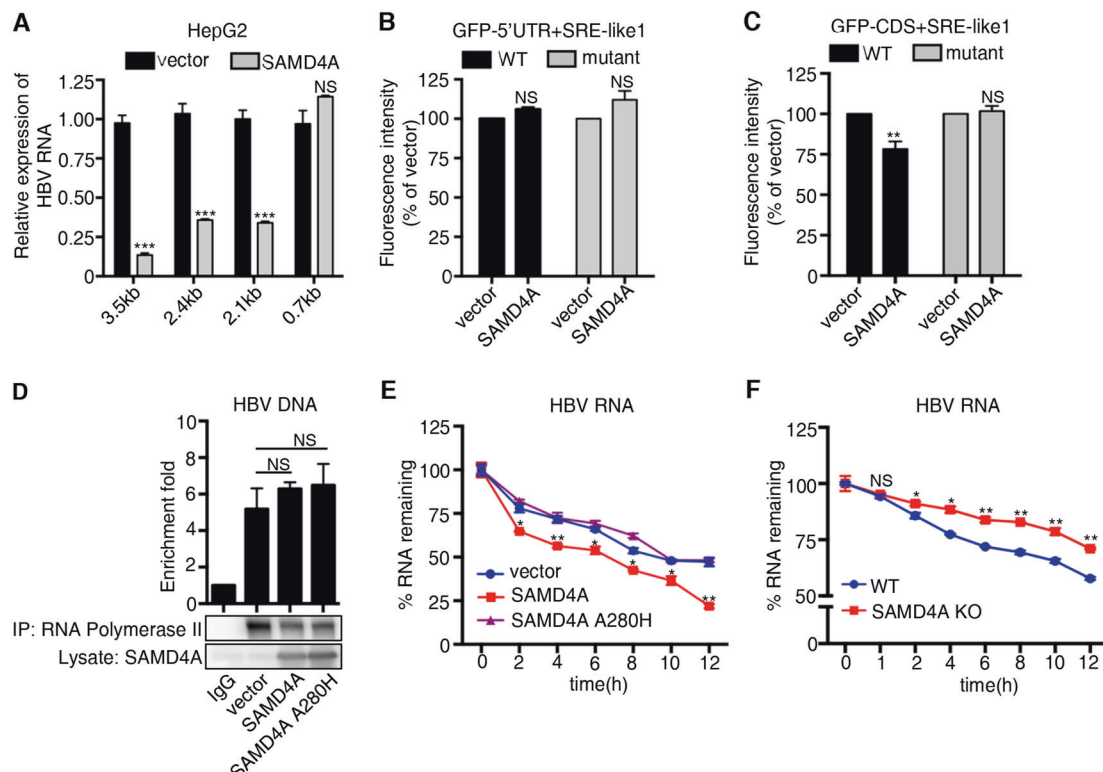 A
HepG2
vector SAMD4A
Relative expression of
HBV RNA
1.50
1.25
1.00
0.75
0.50
0.25
0
***
***
***
NS
3.5kb
2.4kb
2.1kb
0.7kb
B
GFP-5'UTR+SRE-like1
WT mutant
Fluorescence intensity
(% of vector)
125
100
75
50
25
0
NS
NS
vector
SAMD4A
vector
SAMD4A
C
GFP-CDS+SRE-like1
WT mutant
Fluorescence intensity
(% of vector)
125
100
75
50
25
0
**
NS
vector
SAMD4A
vector
SAMD4A
D
HBV DNA
Enrichment fold
10
8
6
4
2
0
NS
NS
IP: RNA Polymerase II
Lysate: SAMD4A
IgG
vector
SAMD4A
SAMD4A A280H
E
HBV RNA
% RNA remaining
125
100
75
50
25
0
*
**
*
*
*
**
vector
SAMD4A
SAMD4A A280H
0 2 4 6 8 10 12
time(h)
F
HBV RNA
% RNA remaining
125
100
75
50
0
NS
*
*
**
**
**
**
WT
SAMD4A KO
0 1 2 4 6 8 10 12
time(h)